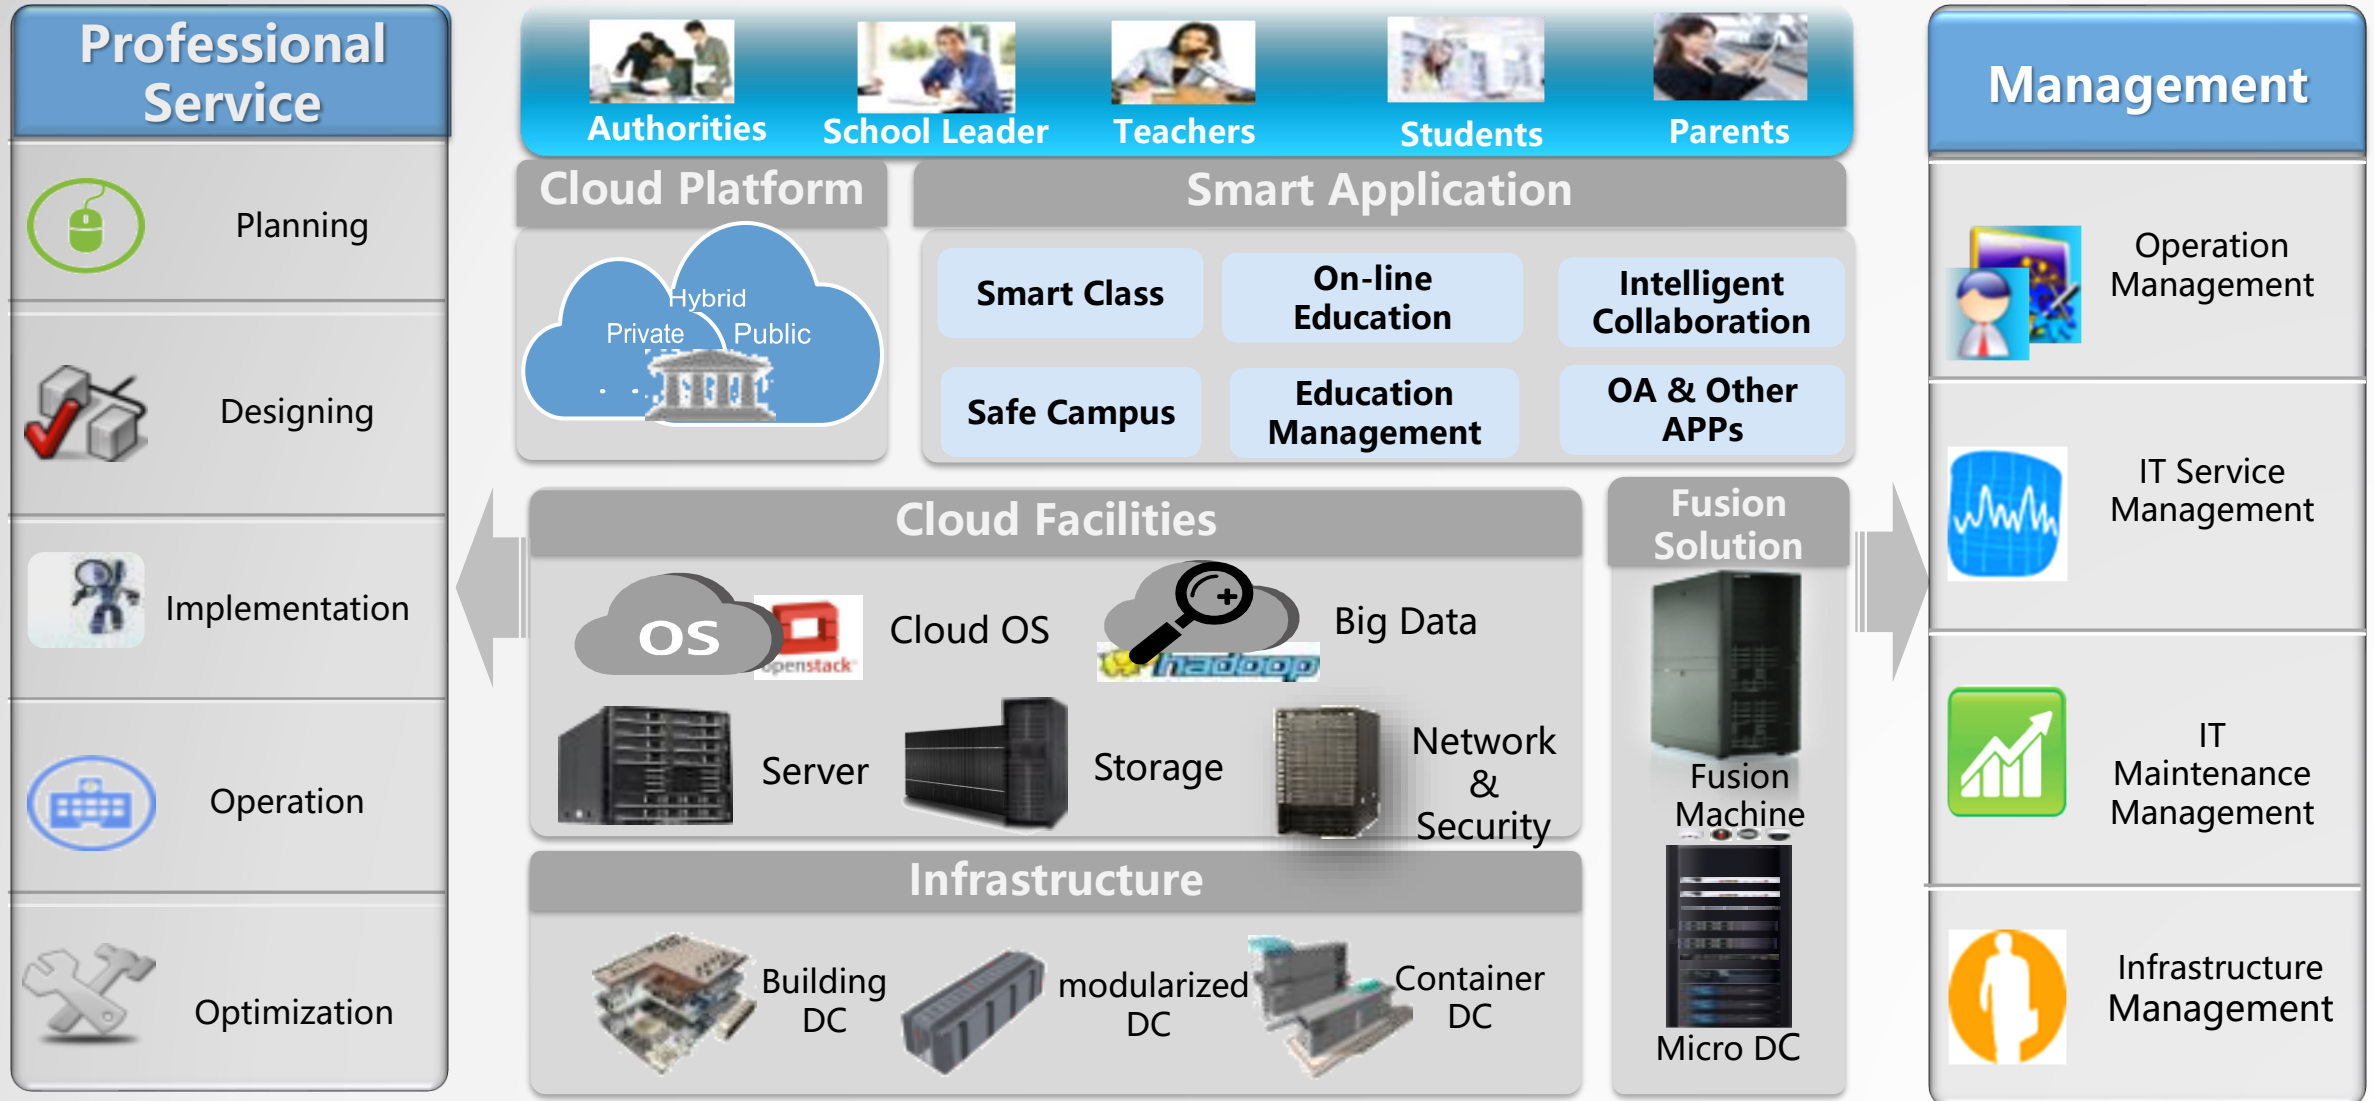 Professional
Service
Planning
Designing
Implementation
Operation
Optimization
Authorities
School Leader
Teachers
Students
Parents
Cloud Platform
Hybrid
Private
Public
Smart Application
Smart Class
On-line
Education
Intelligent
Collaboration
Safe Campus
Education
Management
OA & Other
APPs
Cloud Facilities
OS
openstack
Cloud OS
hadoop
Big Data
Server
Storage
Network
&
Security
Infrastructure
Building
DC
modularized
DC
Container
DC
Fusion
Solution
Fusion
Machine
Micro DC
Management
Operation
Management
IT Service
Management
IT
Maintenance
Management
Infrastructure
Management